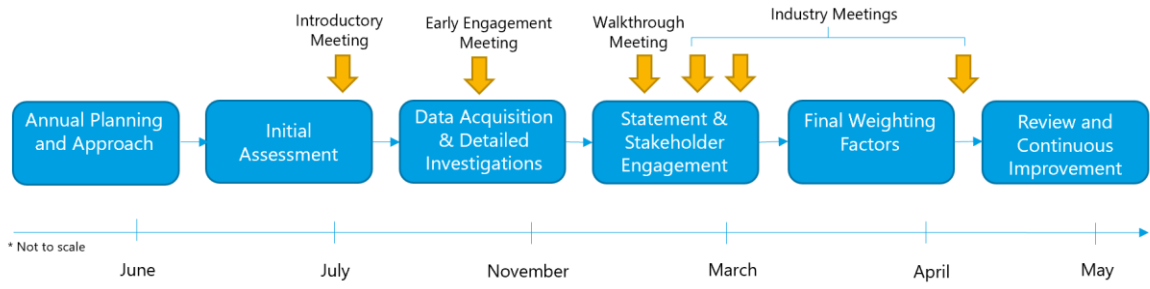 Introductory
Meeting
Early Engagement
Meeting
Walkthrough
Meeting
Industry Meetings
Annual Planning
and Approach
Initial
Assessment
Data Acquisition
& Detailed
Investigations
Statement &
Stakeholder
Engagement
Final Weighting
Factors
Review and
Continuous
Improvement
* Not to scale
June
July
November
March
April
May